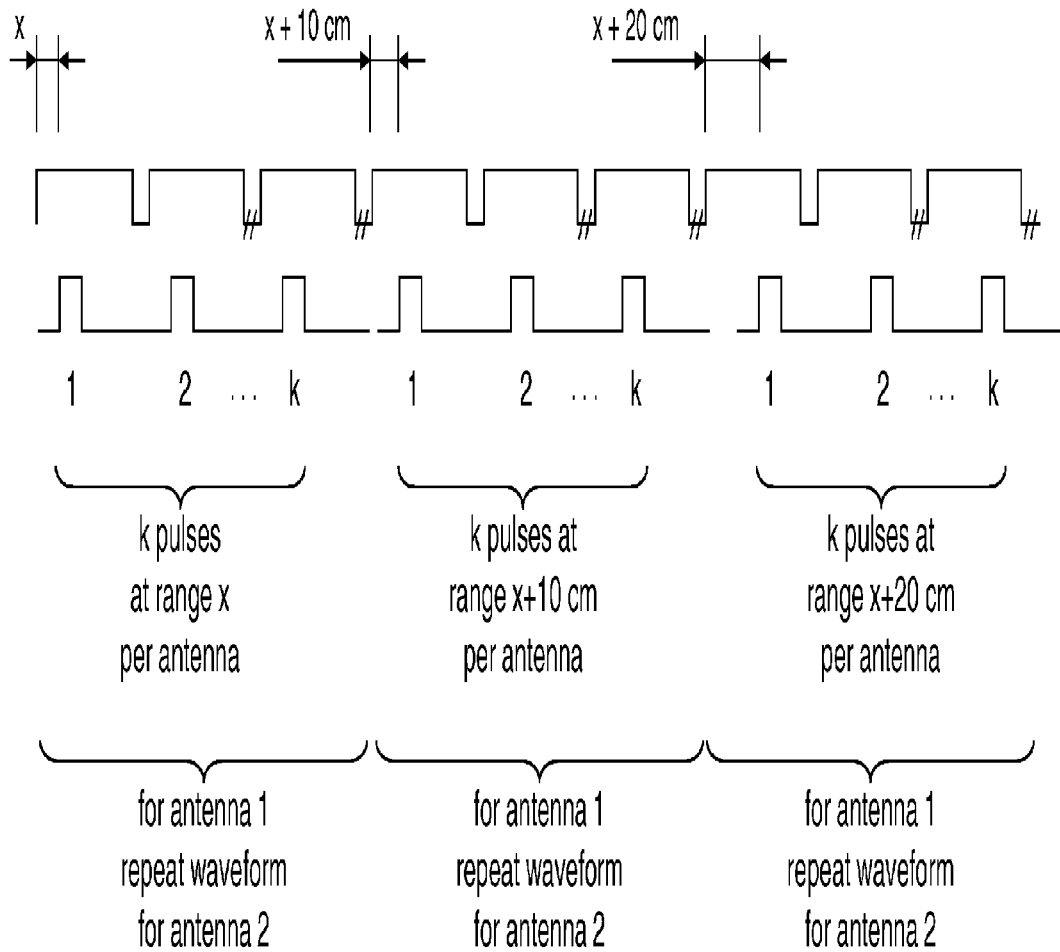 x x + 10 cm x + 20 cm
1 2 ... k 1 2 ... k 1 2 ... k
k pulses
at range x
per antenna
k pulses at
range x+10 cm
per antenna
k pulses at
range x+20 cm
per antenna
for antenna 1
repeat waveform
for antenna 2
for antenna 1
repeat waveform
for antenna 2
for antenna 1
repeat waveform
for antenna 2